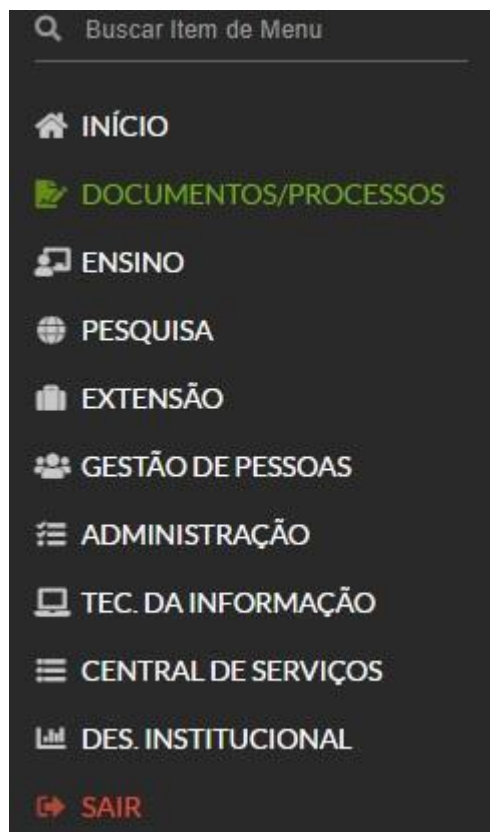 Buscar Item de Menu
INÍCIO
DOCUMENTOS/PROCESSOS
ENSINO
PESQUISA
EXTENSÃO
GESTÃO DE PESSOAS
ADMINISTRAÇÃO
TEC. DA INFORMAÇÃO
CENTRAL DE SERVIÇOS
DES. INSTITUCIONAL
SAIR